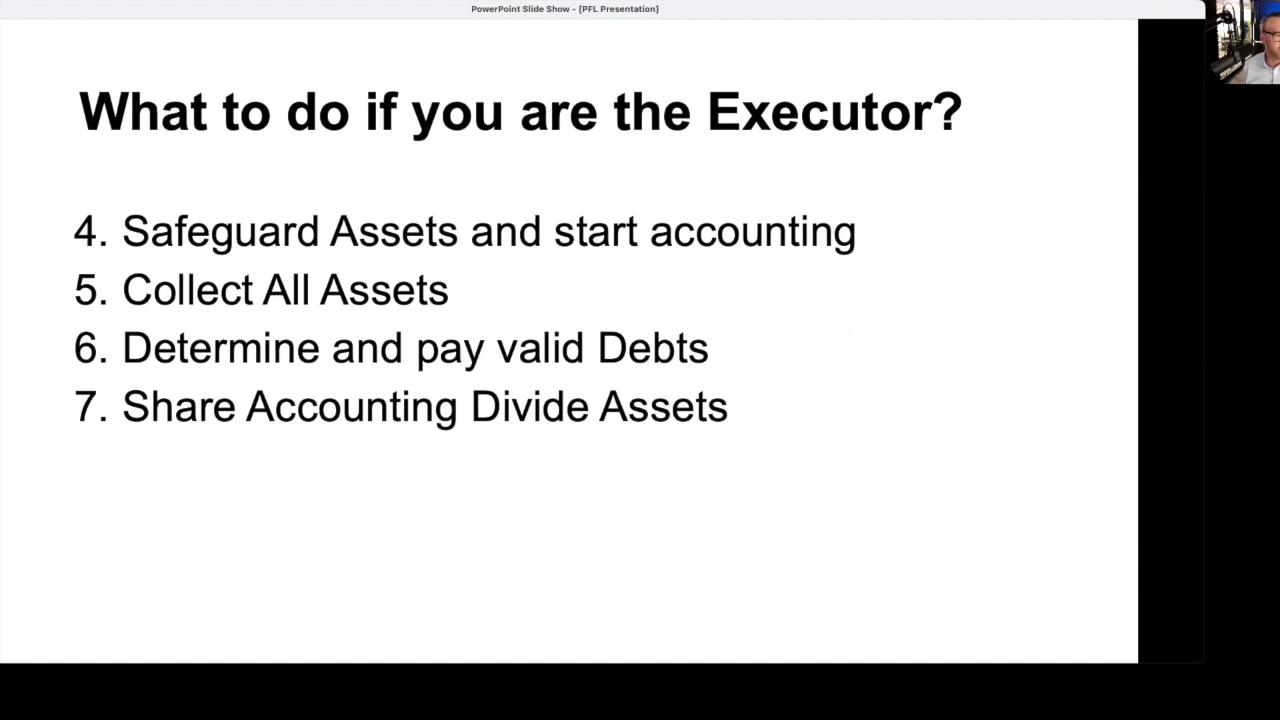 PowerPoint Slide Show - [PFL Presentation]
What to do if you are the Executor?
4. Safeguard Assets and start accounting
5. Collect All Assets
6. Determine and pay valid Debts
7. Share Accounting Divide Assets